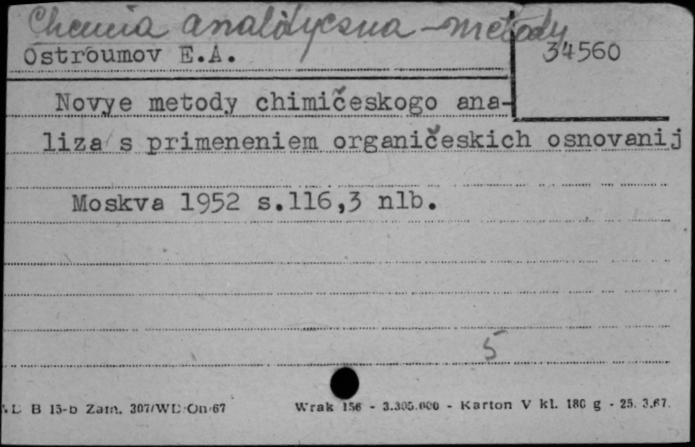 Chemia analityczna - metody
Ostroumov E.A.
34560
Novye metody chimičeskogo ana-
liza s primeneniem organičeskich osnovanij
Moskva 1952 s.116,3 nlb.
5
B 15-b Zam. 307/WD/On/67 Wrak 156 - 3.305.000 - Karton V kl. 180 g - 25. 3.67.